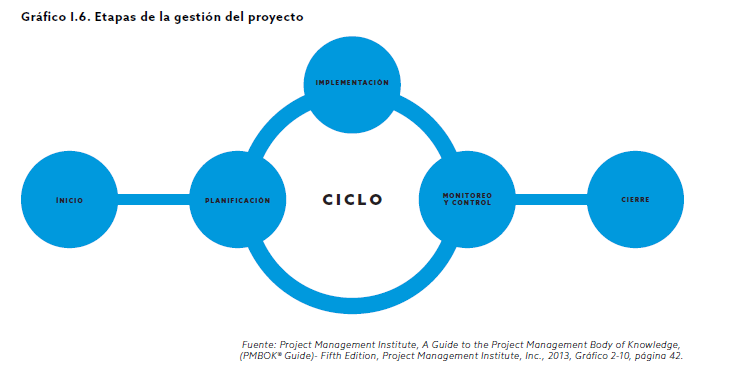 Gráfico I.6. Etapas de la gestión del proyecto
IMPLEMENTACIÓN
INICIO
PLANIFICACIÓN
CICLO
MONITOREO
Y CONTROL
CIERRE
Fuente: Project Management Institute, A Guide to the Project Management Body of Knowledge,
(PMBOK® Guide)- Fifth Edition, Project Management Institute, Inc., 2013, Gráfico 2-10, página 42.